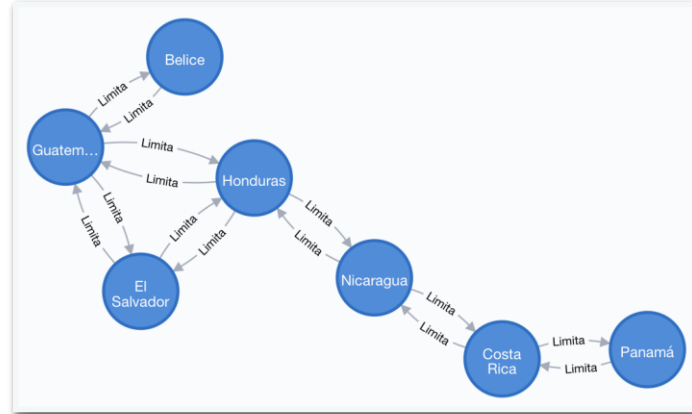 Belice
Limita
Limita
Guatem...
Limita
Limita
Honduras
Limita
Limita
Limita
Limita
Limita
Limita
El
Salvador
Nicaragua
Limita
Limita
Costa
Rica
Limita
Limita
Panamá